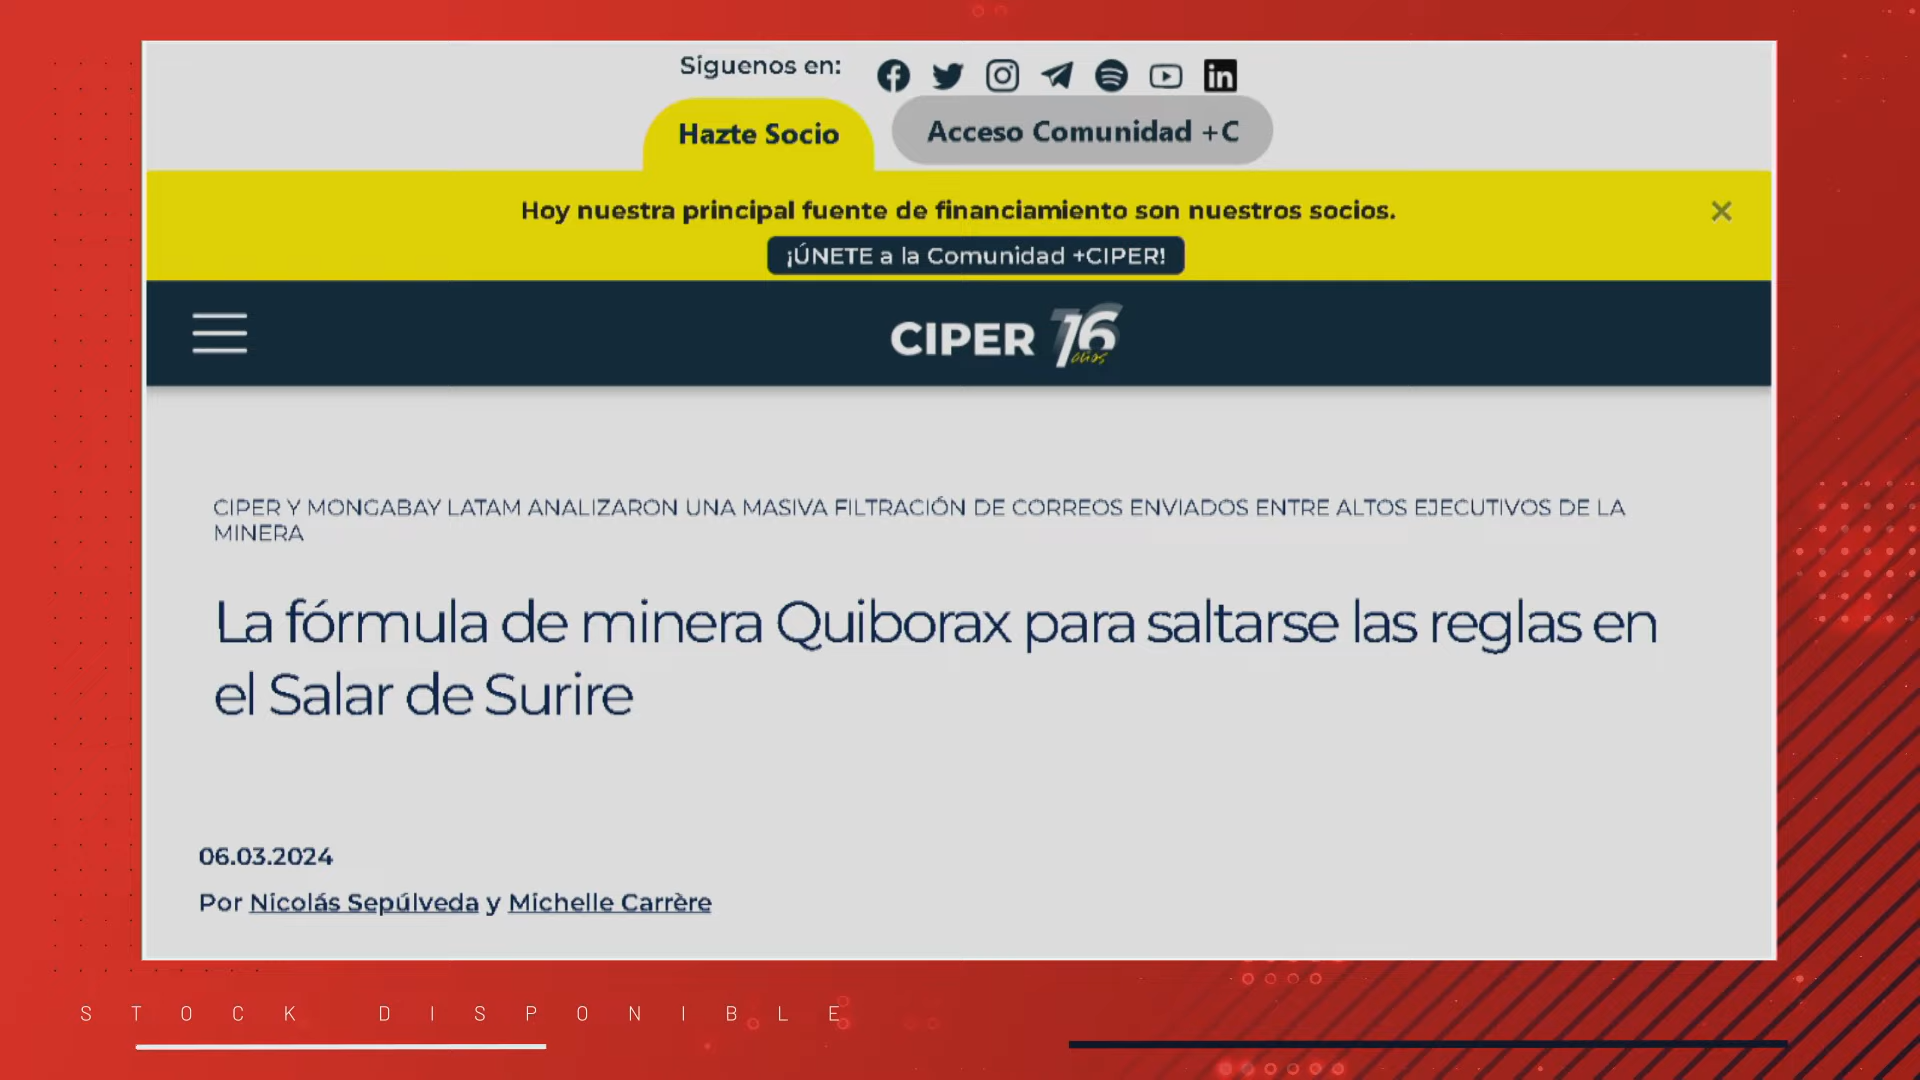 Síguenos en:
Hazte Socio
Acceso Comunidad +C
Hoy nuestra principal fuente de financiamiento son nuestros socios.
¡ÚNETE a la Comunidad +CIPER!
CIPER 16 años
CIPER Y MONGABAY LATAM ANALIZARON UNA MASIVA FILTRACIÓN DE CORREOS ENVIADOS ENTRE ALTOS EJECUTIVOS DE LA
MINERA
La fórmula de minera Quiborax para saltarse las reglas en
el Salar de Surire
06.03.2024
Por Nicolás Sepúlveda y Michelle Carrère
STOCK DISPONIBLE